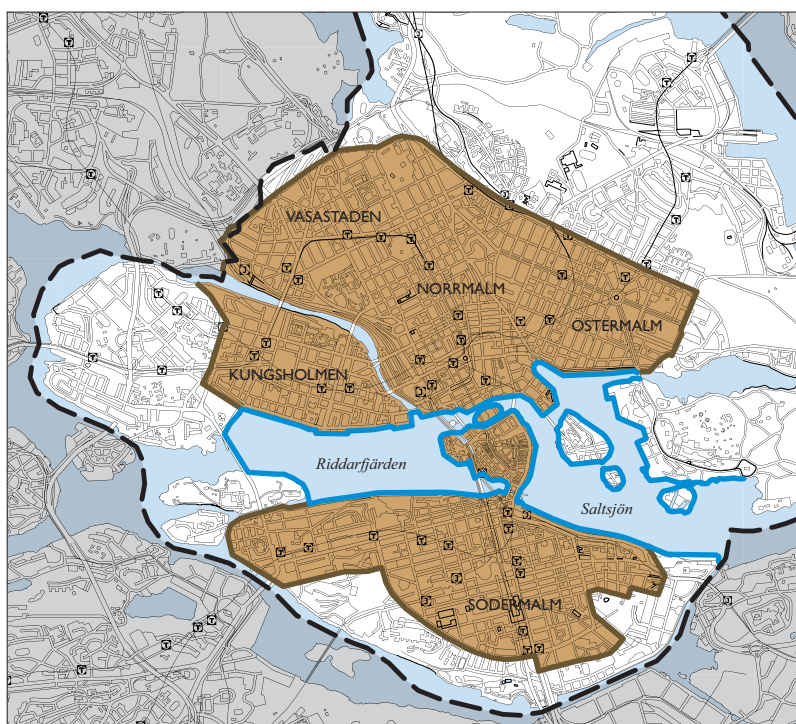 VASASTADEN
NORRMALM
ÖSTERMALM
KUNGSHOLMEN
Riddarfjärden
Saltsjön
SÖDERMALM